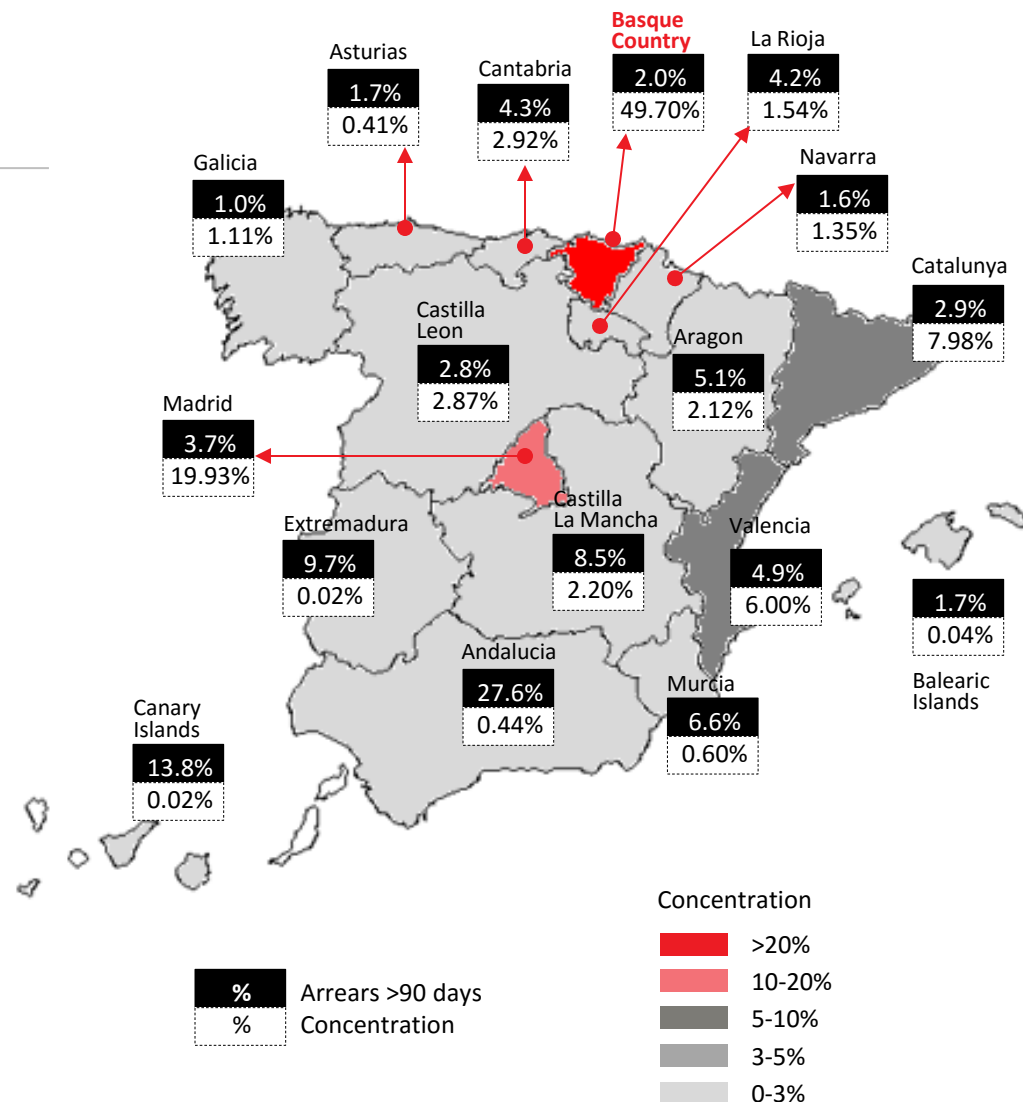 Basque
Country
2.0%
49.70%
La Rioja
4.2%
1.54%
Asturias
1.7%
0.41%
Cantabria
4.3%
2.92%
Navarra
1.6%
1.35%
Galicia
1.0%
1.11%
Catalunya
2.9%
7.98%
Castilla
Leon
2.8%
2.87%
Aragon
5.1%
2.12%
Madrid
3.7%
19.93%
Castilla
La Mancha
8.5%
2.20%
Extremadura
9.7%
0.02%
Valencia
4.9%
6.00%
1.7%
0.04%
Balearic
Islands
Andalucia
27.6%
0.44%
Murcia
6.6%
0.60%
Canary
Islands
13.8%
0.02%
Concentration
>20%
10-20%
5-10%
3-5%
0-3%
% Arrears >90 days
% Concentration